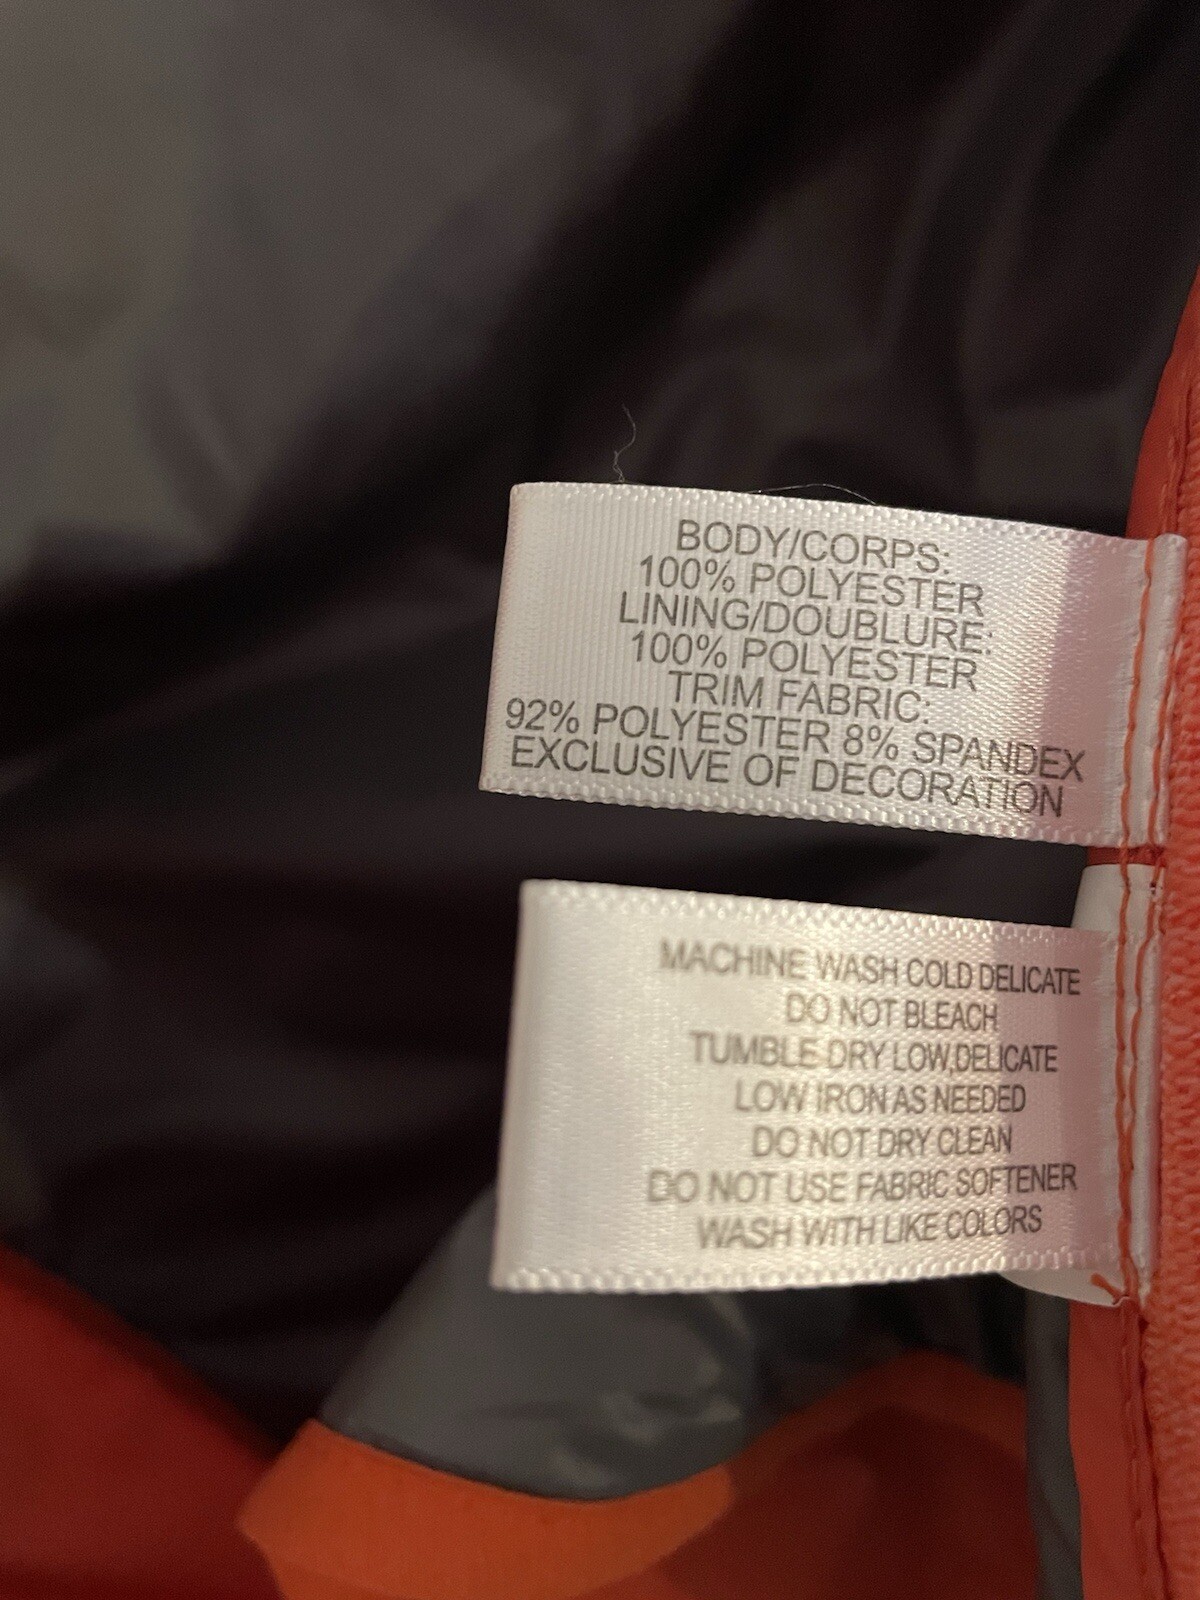 BODY/CORPS:
100% POLYESTER
LINING/DOUBLURE:
100% POLYESTER
TRIM FABRIC:
92% POLYESTER 8% SPANDEX
EXCLUSIVE OF DECORATION
MACHINE WASH COLD DELICATE
DO NOT BLEACH
TUMBLE DRY LOW,DELICATE
LOW IRON AS NEEDED
DO NOT DRY CLEAN
DO NOT USE FABRIC SOFTENER
WASH WITH LIKE COLORS